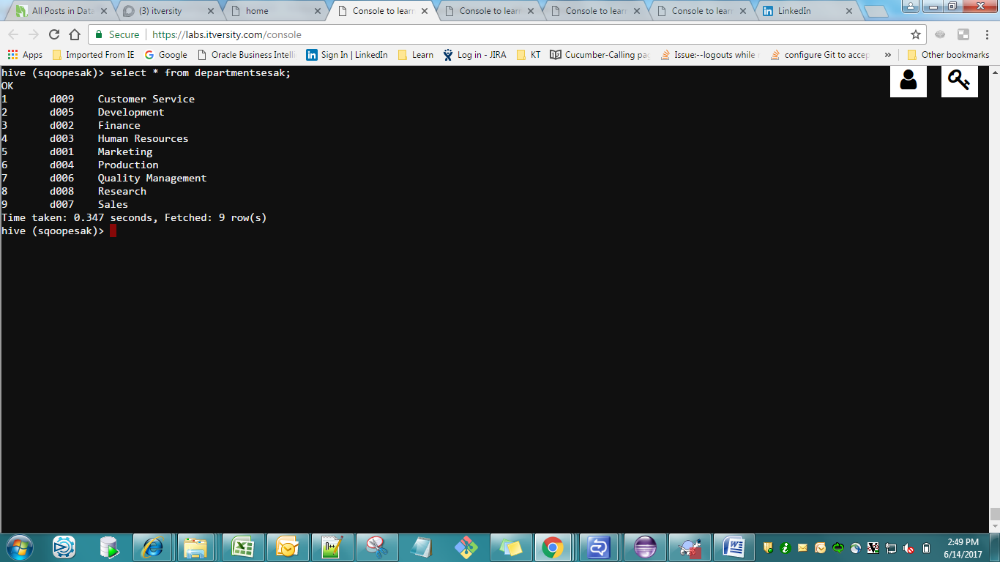 All Posts in Data
(3) itversity
home
Console to learn
Console to learn
Console to learn
Console to learn
LinkedIn
Secure
https://labs.itversity.com/console
Apps
Imported From IE
Google
Oracle Business Intelli
Sign In | LinkedIn
Learn
Log in - JIRA
KT
Cucumber-Calling pag
Issue:--logouts while
configure Git to accep
»
Other bookmarks
hive (sqoopesak)> select * from departmentsesak;
OK
1 d009 Customer Service
2 d005 Development
3 d002 Finance
4 d003 Human Resources
5 d001 Marketing
6 d004 Production
7 d006 Quality Management
8 d008 Research
9 d007 Sales
Time taken: 0.347 seconds, Fetched: 9 row(s)
hive (sqoopesak)>
2:49 PM
6/14/2017